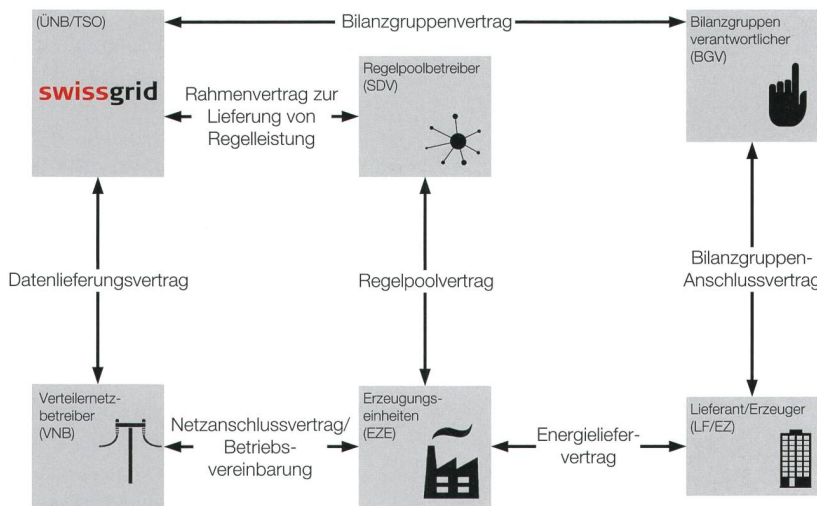 (ÜNB/TSO)
swissgrid
Bilanzgruppenvertrag
Bilanzgruppen
verantwortlicher
(BGV)
Regelpoolbetreiber
(SDV)
Rahmenvertrag zur
Lieferung von
Regelleistung
Datenlieferungsvertrag
Regelpoolvertrag
Bilanzgruppen-
Anschlussvertrag
Verteilernetz-
betreiber
(VNB)
Netzanschlussvertrag/
Betriebs-
vereinbarung
Erzeugungs-
einheiten
(EZE)
Energieliefer-
vertrag
Lieferant/Erzeuger
(LF/EZ)